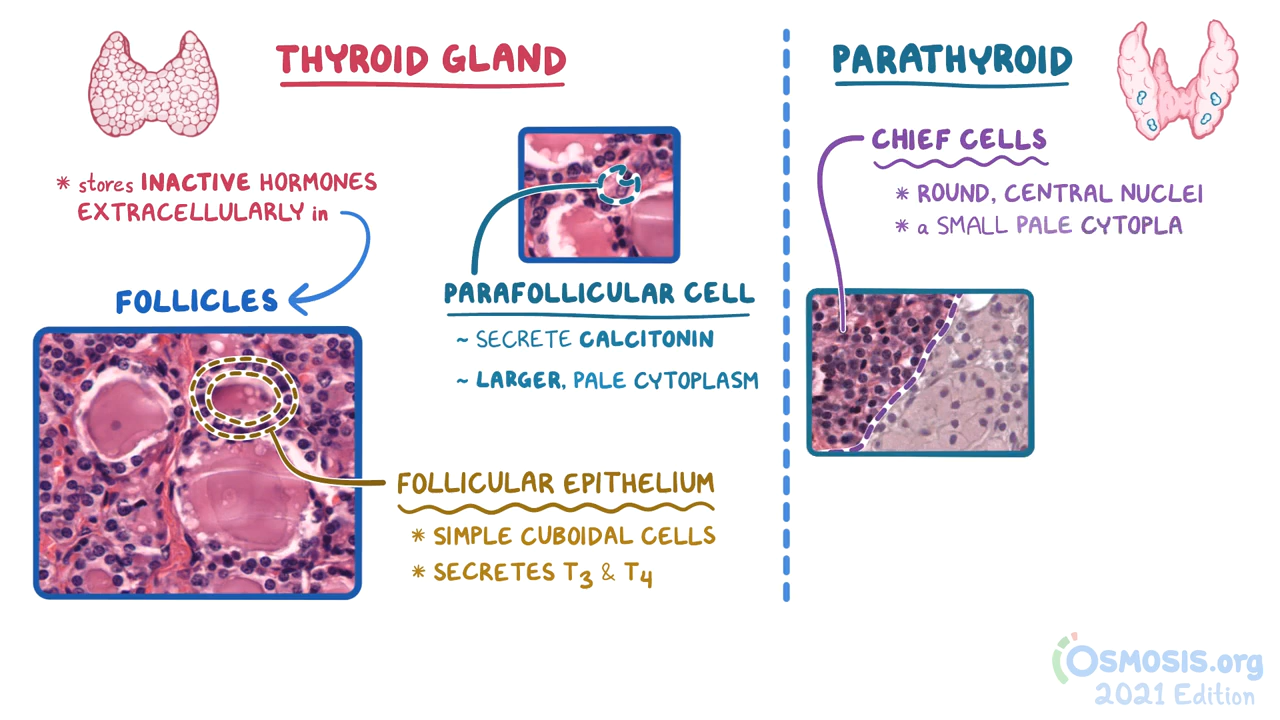 THYROID GLAND
* stores INACTIVE HORMONES
EXTRACELLULARLY in
FOLLICLES
PARAFOLLICULAR CELL
~ SECRETE CALCITONIN
~ LARGER, PALE CYTOPLASM
FOLLICULAR EPITHELIUM
* SIMPLE CUBOIDAL CELLS
* SECRETES T3 & T4
PARATHYROID
CHIEF CELLS
* ROUND, CENTRAL NUCLEI
* a SMALL PALE CYTOPLA
OSMOSIS.org
2021 Edition